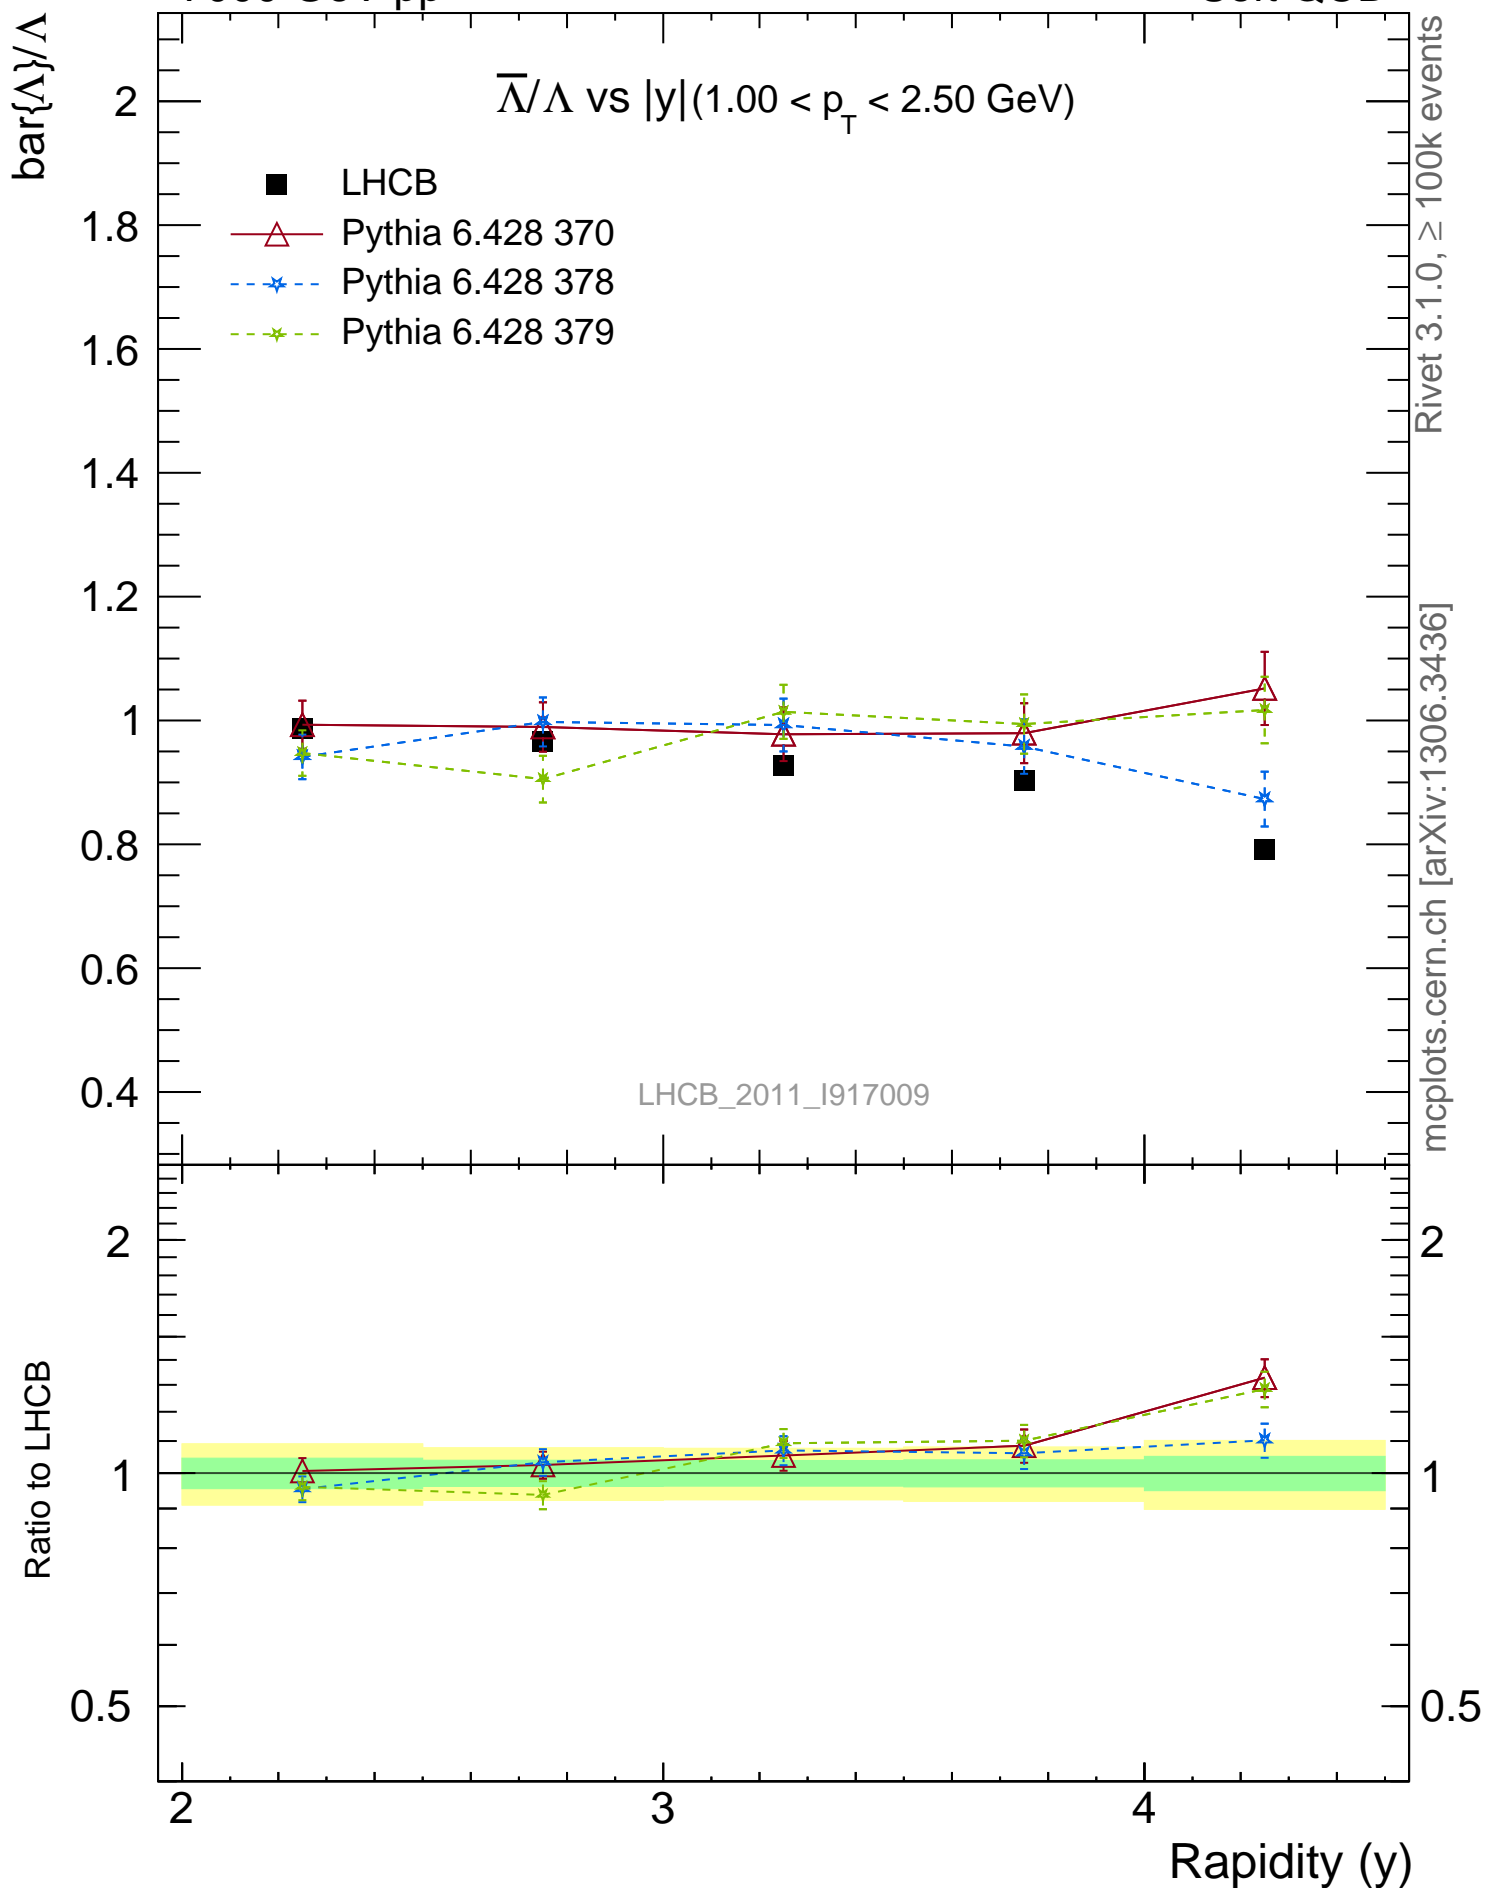 bar{Λ}/Λ
Λ̅/Λ vs |y| (1.00 < p_T < 2.50 GeV)
LHCB
Pythia 6.428 370
Pythia 6.428 378
Pythia 6.428 379
2
1.8
1.6
1.4
1.2
1
0.8
0.6
0.4
LHCB_2011_I917009
Rivet 3.1.0, ≥ 100k events
mcplots.cern.ch [arXiv:1306.3436]
Ratio to LHCB
2
1
0.5
2
1
0.5
2
3
4
Rapidity (y)